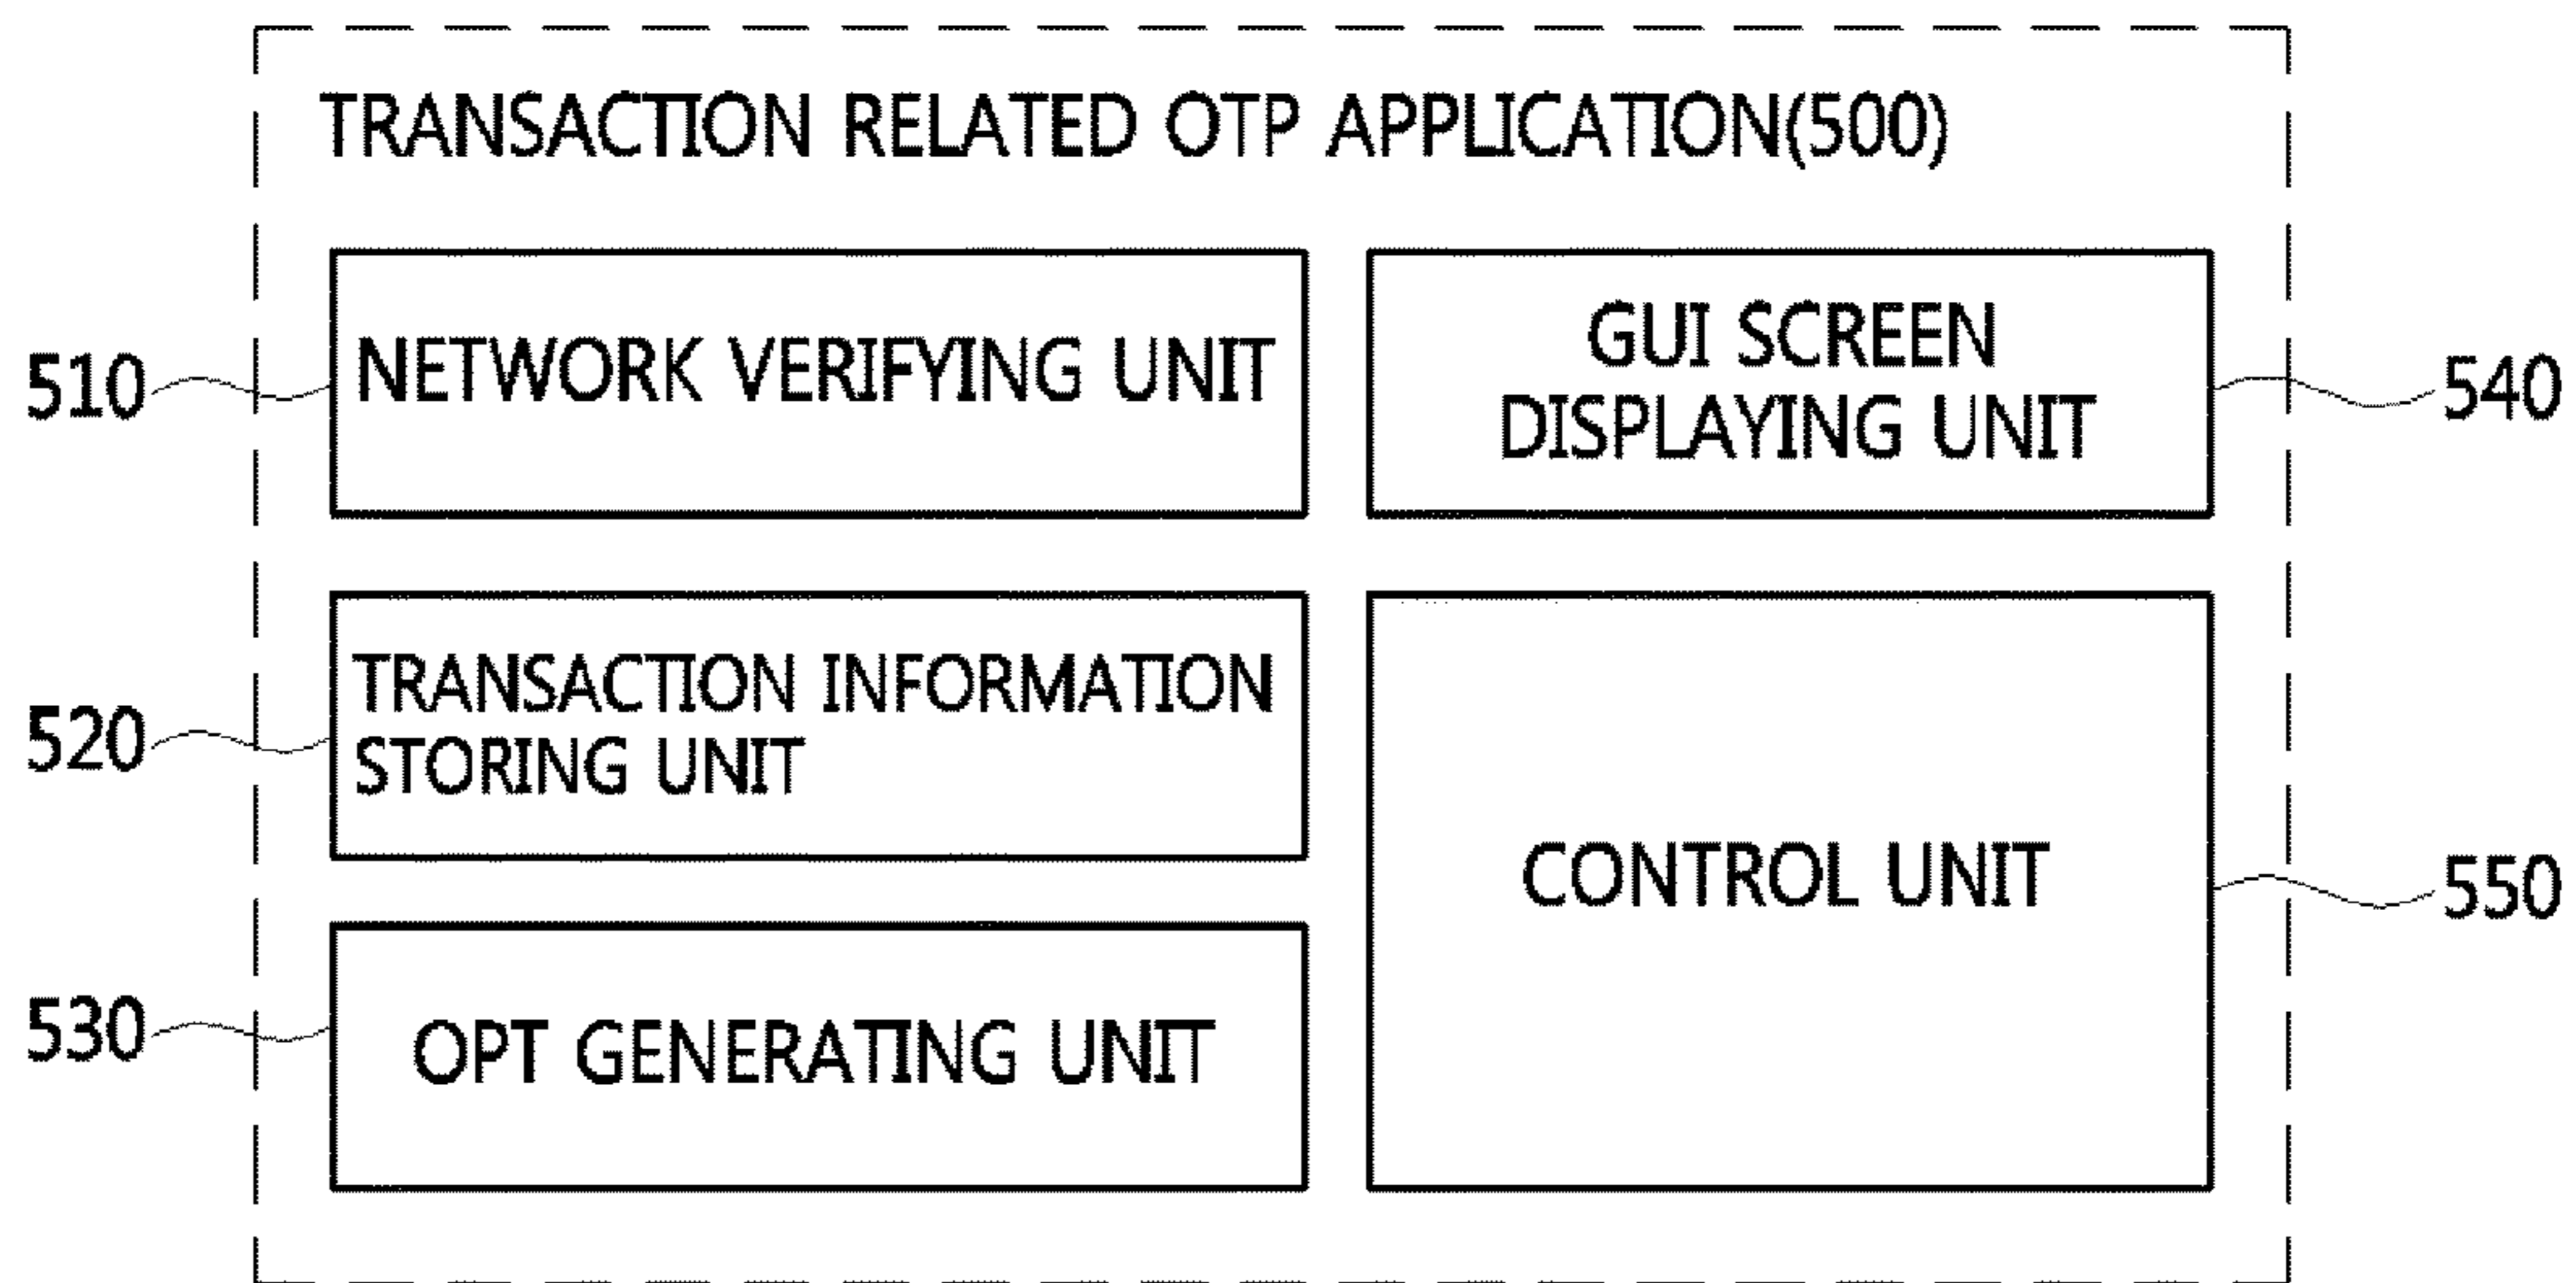 TRANSACTION RELATED OTP APPLICATION(500)
510
NETWORK VERIFYING UNIT
GUI SCREEN
DISPLAYING UNIT
540
520
TRANSACTION INFORMATION
STORING UNIT
CONTROL UNIT
550
530
OPT GENERATING UNIT